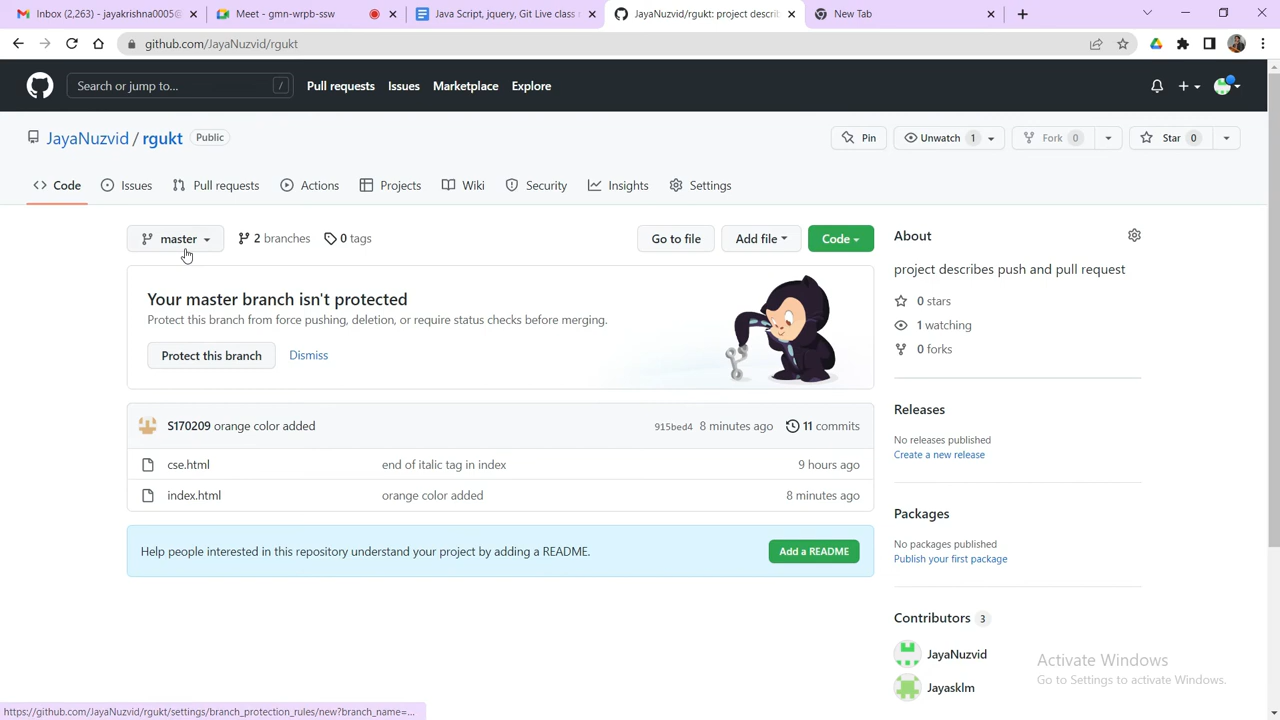 Inbox (2,263) - jayakrishna0005@
Meet - gmn-wrpb-ssw
Java Script, jquery, Git Live class n
JayaNuzvid/rgukt: project describ
New Tab
github.com/JayaNuzvid/rgukt
Search or jump to...
/
Pull requests
Issues
Marketplace
Explore
JayaNuzvid / rgukt
Public
Pin
Unwatch 1
Fork 0
Star 0
Code
Issues
Pull requests
Actions
Projects
Wiki
Security
Insights
Settings
master
2 branches
0 tags
Go to file
Add file
Code
About
project describes push and pull request
0 stars
1 watching
0 forks
Your master branch isn't protected
Protect this branch from force pushing, deletion, or require status checks before merging.
Protect this branch
Dismiss
S170209 orange color added
915bed4 8 minutes ago
11 commits
cse.html end of italic tag in index 9 hours ago
index.html orange color added 8 minutes ago
Help people interested in this repository understand your project by adding a README.
Add a README
Releases
No releases published
Create a new release
Packages
No packages published
Publish your first package
Contributors 3
JayaNuzvid
Jayasklm
Activate Windows
Go to Settings to activate Windows.
https://github.com/JayaNuzvid/rgukt/settings/branch_protection_rules/new?branch_name=...